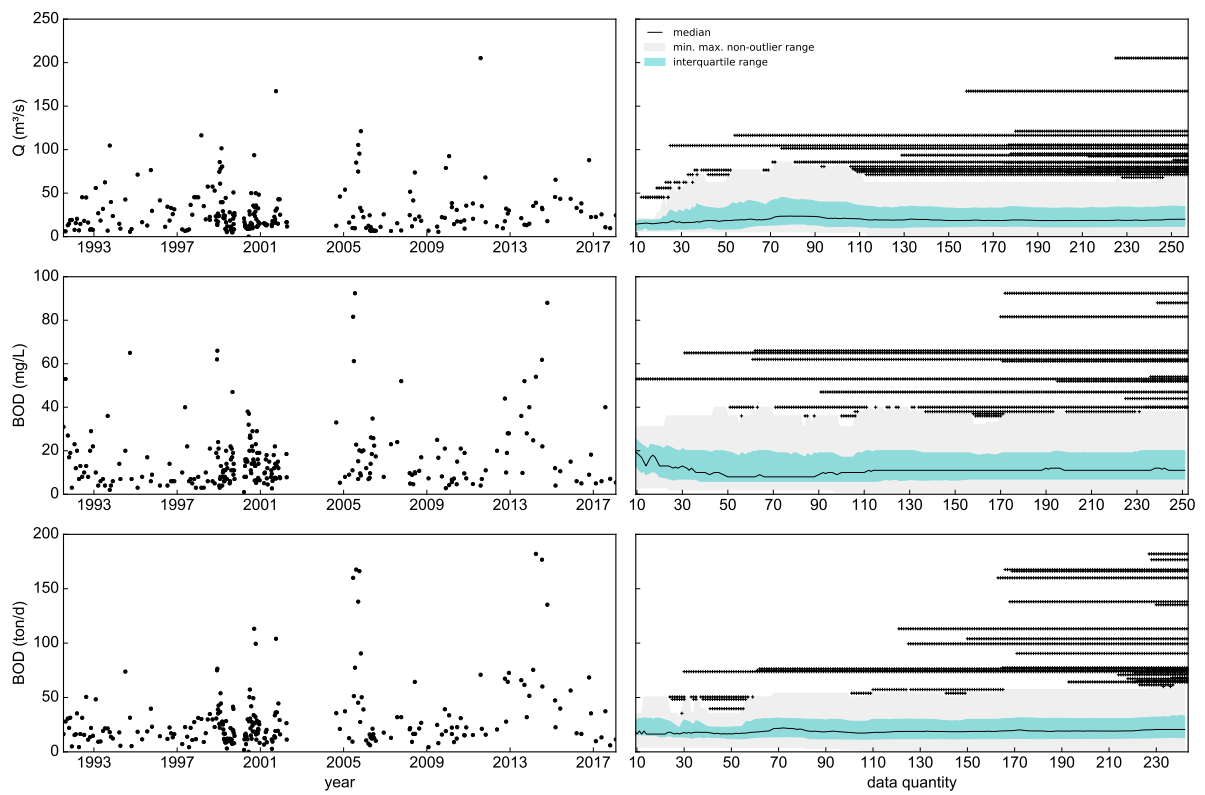 250
200
150
100
50
0
Q (m³/s)
1993 1997 2001 2005 2009 2013 2017
median
min. max. non-outlier range
interquartile range
10 30 50 70 90 110 130 150 170 190 210 230 250
100
80
60
40
20
0
BOD (mg/L)
1993 1997 2001 2005 2009 2013 2017
10 30 50 70 90 110 130 150 170 190 210 230 250
200
150
100
50
0
BOD (ton/d)
1993 1997 2001 2005 2009 2013 2017
year
10 30 50 70 90 110 130 150 170 190 210 230
data quantity